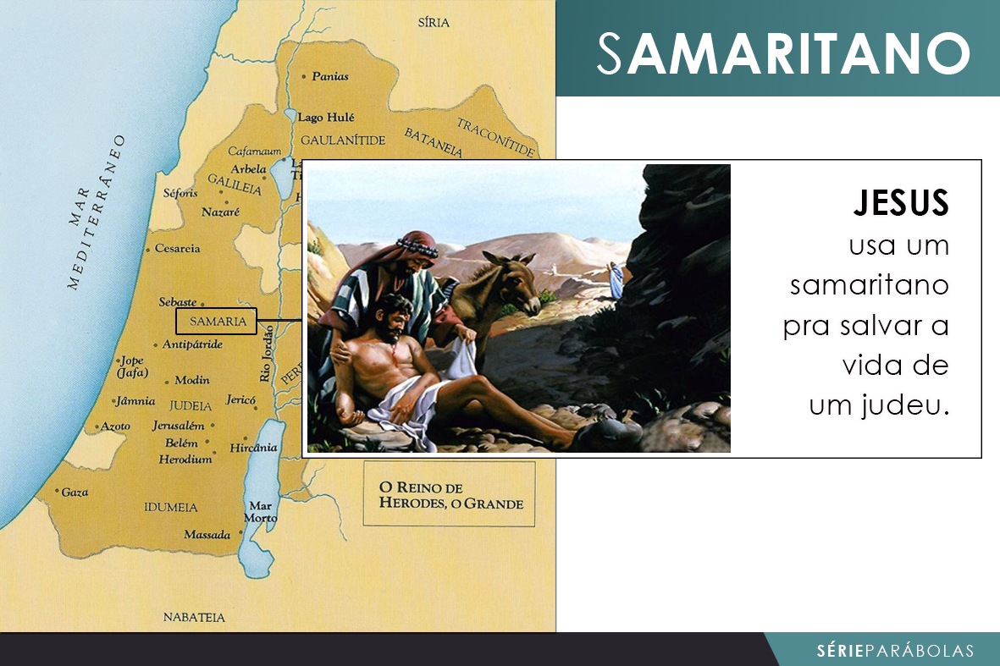 SAMARITANO
JESUS
usa um
samaritano
pra salvar a
vida de
um judeu.
SÍRIA
Panias
Lago Hulé
GAULANÍTIDE
BATANEIA
TRACONÍTIDE
MAR
MEDITERRÂNEO
Cafarnaum
Arbela
GALILEIA
Séforis
Nazaré
Cesareia
Sebaste
SAMARIA
Antipátride
Rio Jordão
Jope
(Jafa)
Modin
Jâmnia
JUDEIA
Jericó
Azoto
Jerusalém
Belém
Hircânia
Herodium
Gaza
IDUMEIA
Mar
Morto
Massada
O REINO DE
HERODES, O GRANDE
NABATEIA
SÉRIEPARÁBOLAS